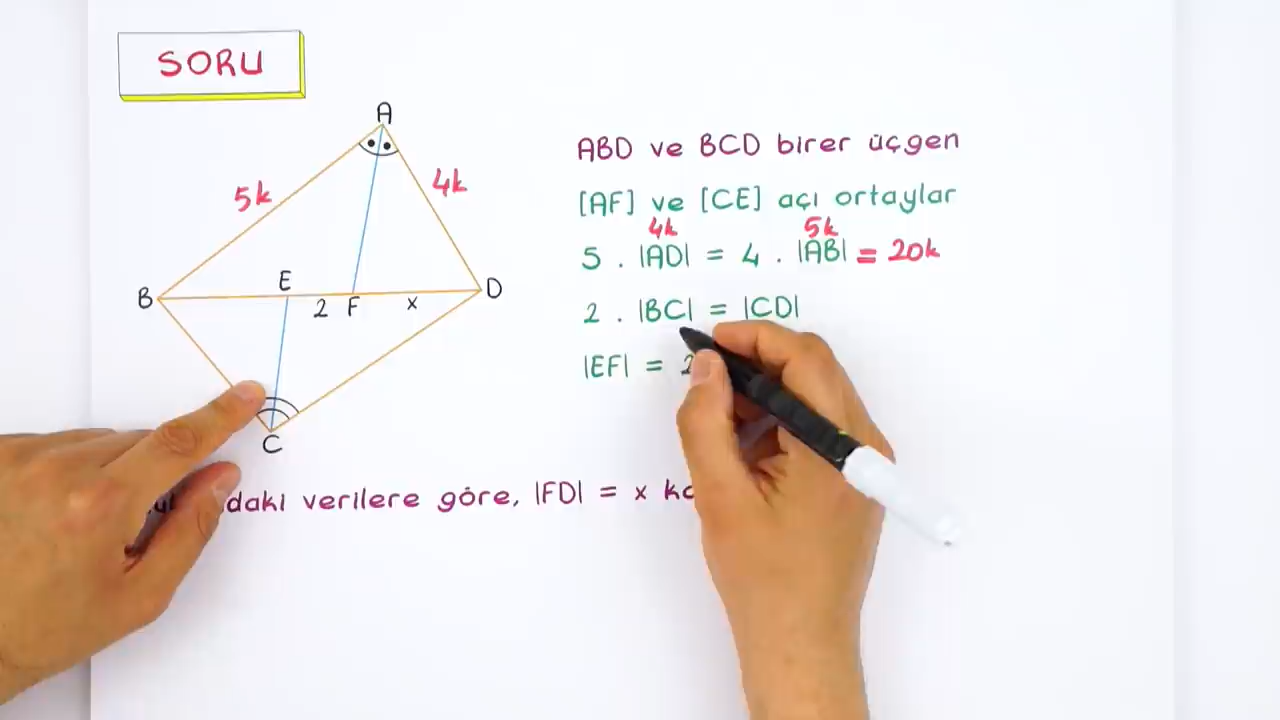 SORU
A
5k
4k
B
E
2
F
x
D
C
ABD ve BCD birer üçgen
[AF] ve [CE] açı ortaylar
4k 5k
5 . |AD| = 4 . |AB| = 20k
2 . |BC| = |CD|
|EF| = 2
verilere göre, |FD| = x